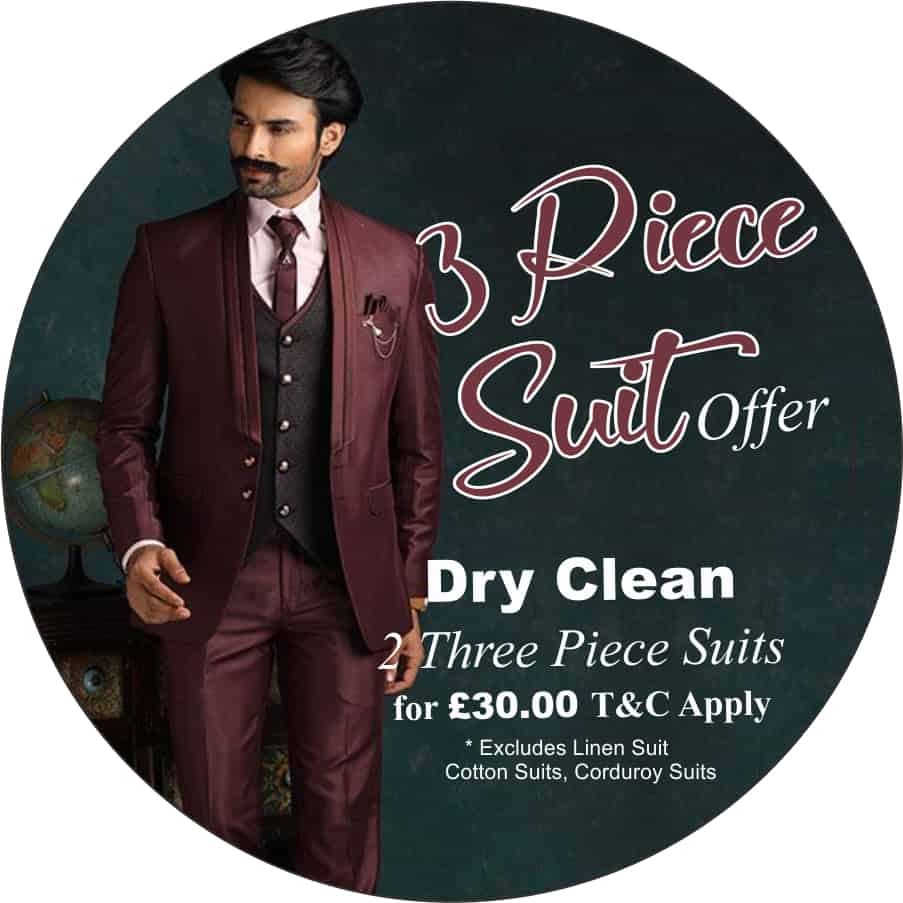 3 Piece
Suit Offer
Dry Clean
2 Three Piece Suits
for £30.00 T&C Apply
* Excludes Linen Suit
Cotton Suits, Corduroy Suits